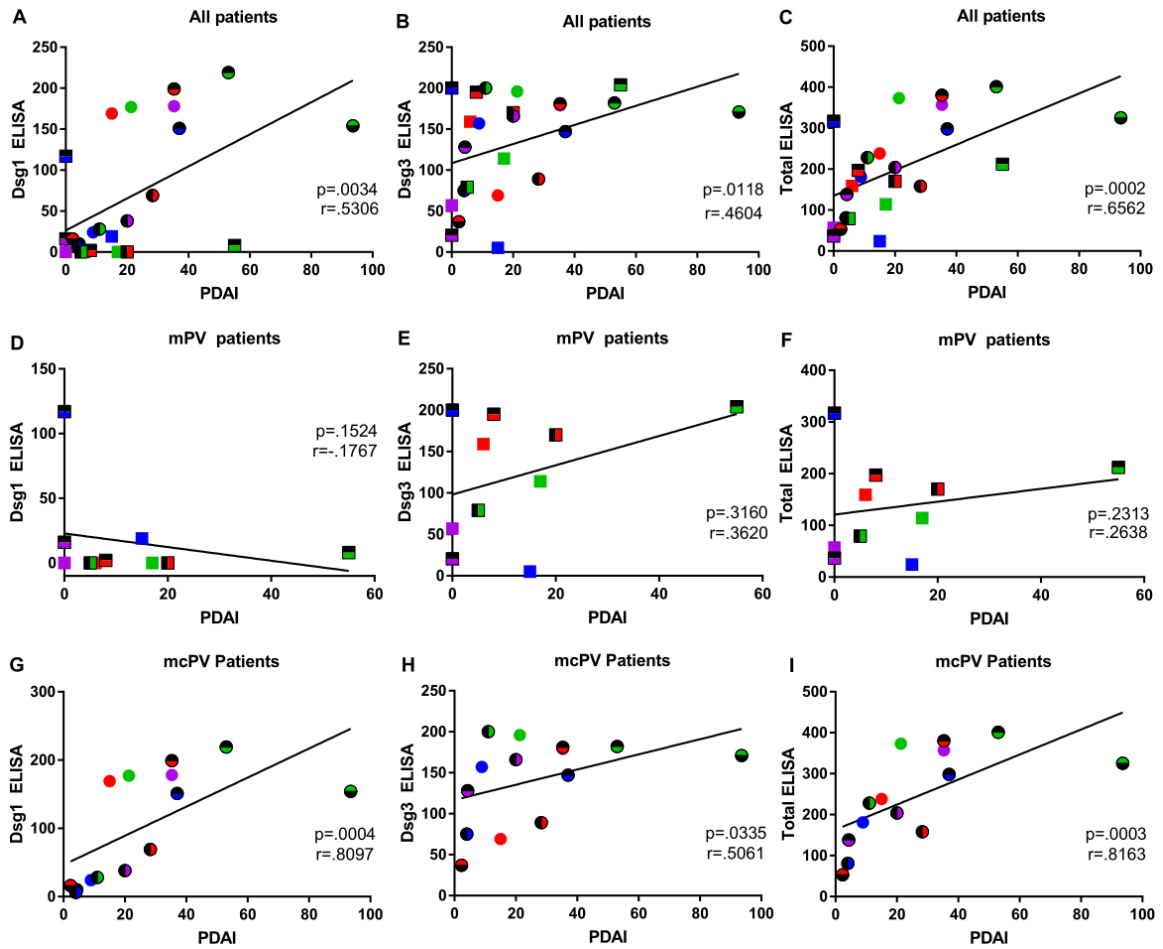 A
All patients
Dsg1 ELISA
250
200
150
100
50
0
0 20 40 60 80 100
PDAI
p=.0034
r=.5306
B
All patients
Dsg3 ELISA
250
200
150
100
50
0
0 20 40 60 80 100
PDAI
p=.0118
r=.4604
C
All patients
Total ELISA
500
400
300
200
100
0
0 20 40 60 80 100
PDAI
p=.0002
r=.6562
D
mPV patients
Dsg1 ELISA
150
100
50
0
0 20 40 60
PDAI
p=.1524
r=-.1767
E
mPV patients
Dsg3 ELISA
250
200
150
100
50
0
0 20 40 60
PDAI
p=.3160
r=.3620
F
mPV patients
Total ELISA
400
300
200
100
0
0 20 40 60
PDAI
p=.2313
r=.2638
G
mcPV Patients
Dsg1 ELISA
300
200
100
0
0 20 40 60 80 100
PDAI
p=.0004
r=.8097
H
mcPV Patients
Dsg3 ELISA
250
200
150
100
50
0
0 20 40 60 80 100
PDAI
p=.0335
r=.5061
I
mcPV Patients
Total ELISA
500
400
300
200
100
0
0 20 40 60 80 100
PDAI
p=.0003
r=.8163